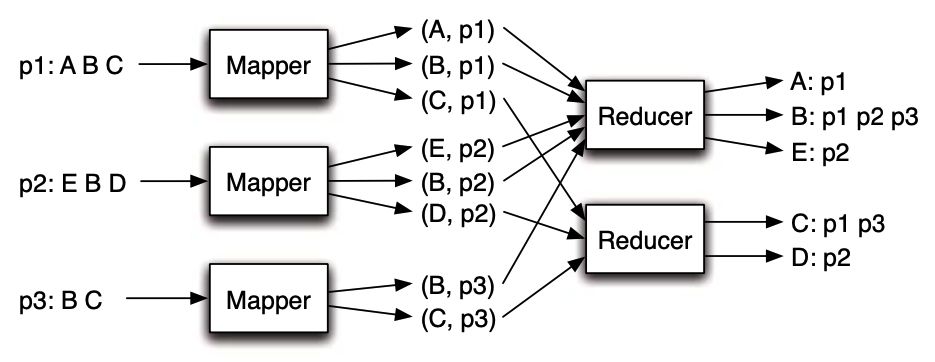 p1: A B C
Mapper
(A, p1)
(B, p1)
(C, p1)
p2: E B D
Mapper
(E, p2)
(B, p2)
(D, p2)
p3: B C
Mapper
(B, p3)
(C, p3)
Reducer
A: p1
B: p1 p2 p3
E: p2
Reducer
C: p1 p3
D: p2